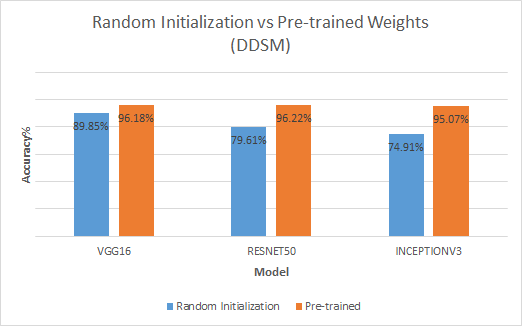 Random Initialization vs Pre-trained Weights
(DDSM)
Accuracy%
89.85%
96.18%
79.61%
96.22%
74.91%
95.07%
VGG16
RESNET50
INCEPTIONV3
Model
Random Initialization
Pre-trained